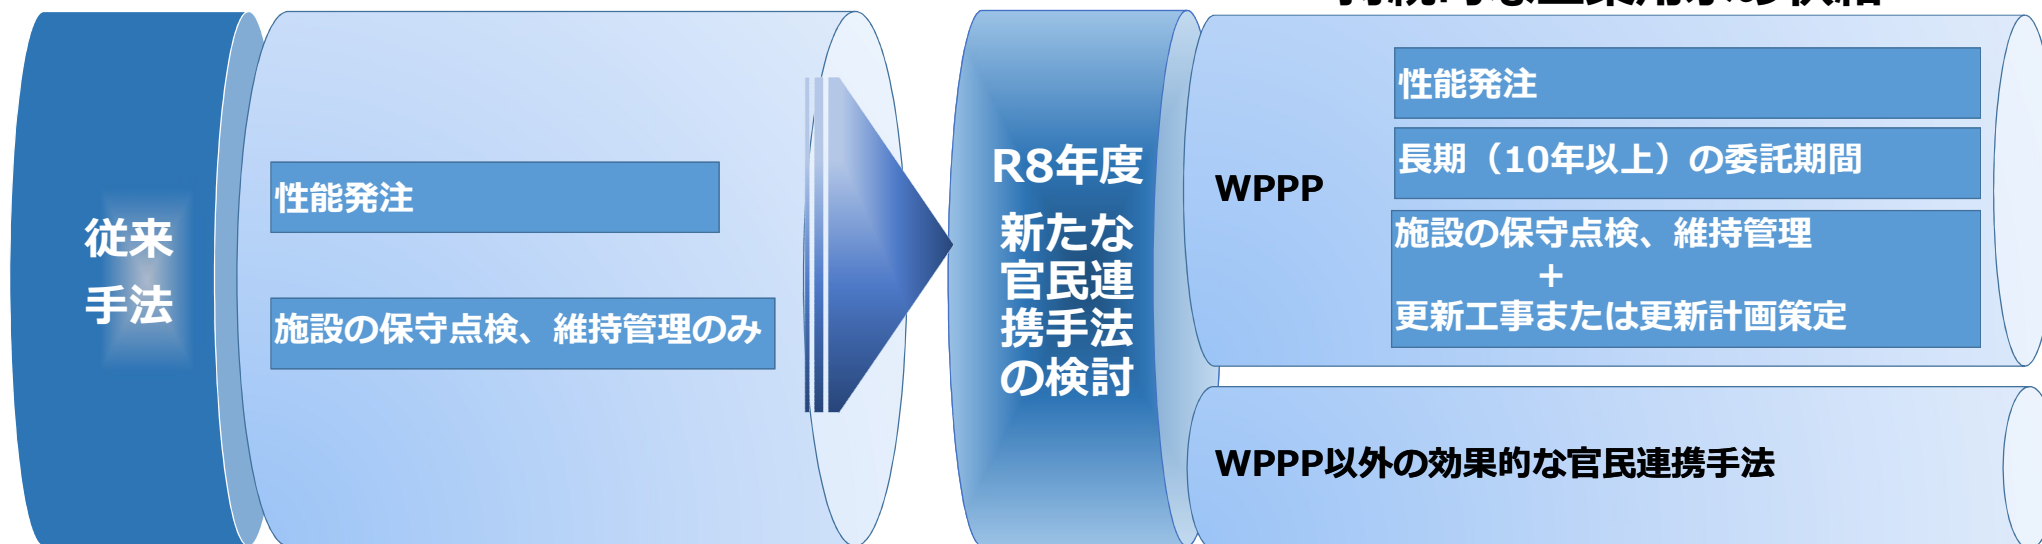 従来
手法
性能発注
施設の保守点検、維持管理のみ
R8年度
新たな
官民連
携手法
の検討
WPPP
性能発注
長期（10年以上）の委託期間
施設の保守点検、維持管理
+
更新工事または更新計画策定
WPPP以外の効果的な官民連携手法